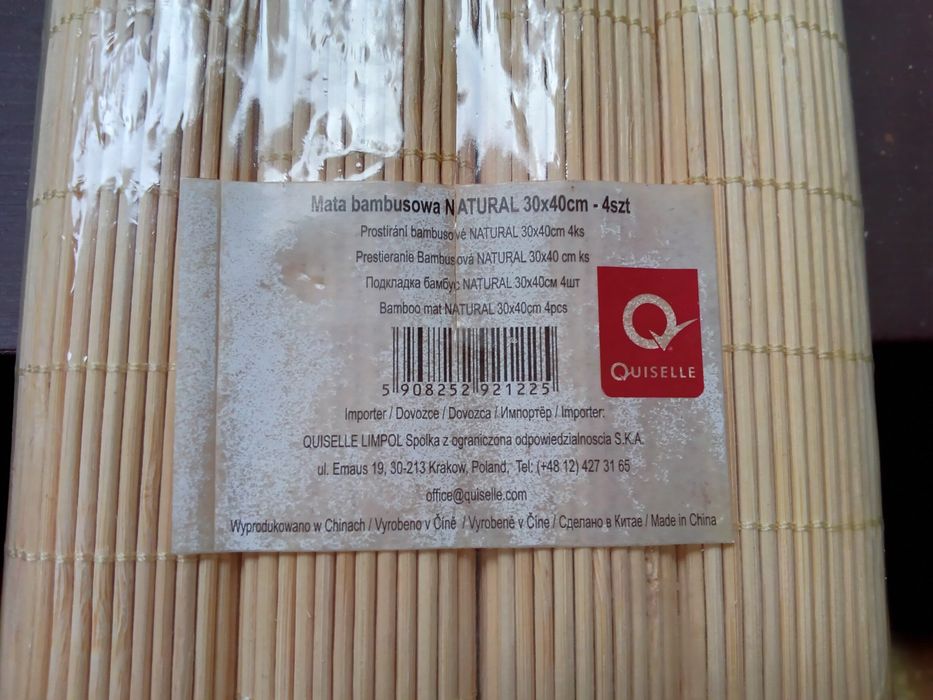 Mata bambusowa NATURAL 30x40cm - 4szt
Prostírání bambusové NATURAL 30x40cm 4ks
Prestieranie Bambusová NATURAL 30x40 cm ks
Подкладка бамбус NATURAL 30x40см 4шт
Bamboo mat NATURAL 30x40cm 4pcs
5 908252 921225
QUISELLE
Importer / Dovozce / Dovozca / Импортёр / Importer:
QUISELLE LIMPOL Spolka z ograniczona odpowiedzialnoscia S.K.A.
ul. Emaus 19, 30-213 Krakow, Poland, Tel: (+48 12) 427 31 65
office@quiselle.com
Wyprodukowano w Chinach / Vyrobeno v Číně / Vyrobené v Číne / Сделано в Китае / Made in China